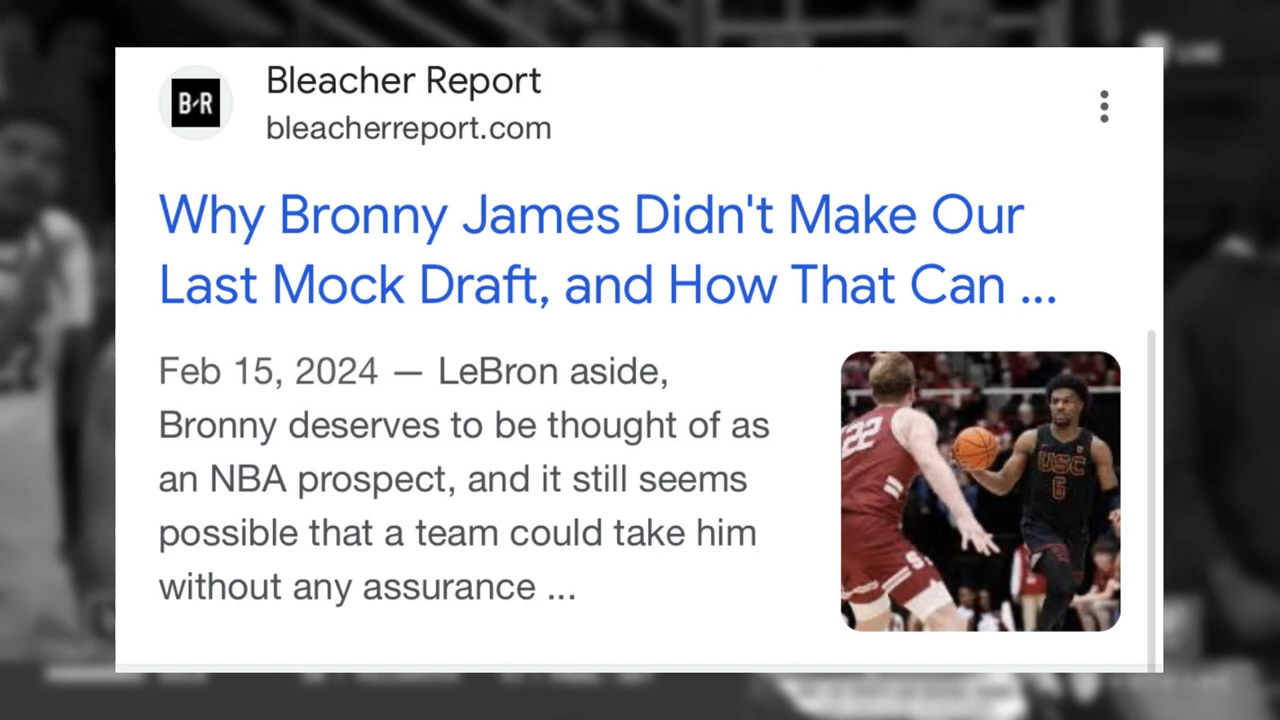 B/R
Bleacher Report
bleacherreport.com
Why Bronny James Didn't Make Our
Last Mock Draft, and How That Can ...
Feb 15, 2024 — LeBron aside,
Bronny deserves to be thought of as
an NBA prospect, and it still seems
possible that a team could take him
without any assurance ...
22
USC
6